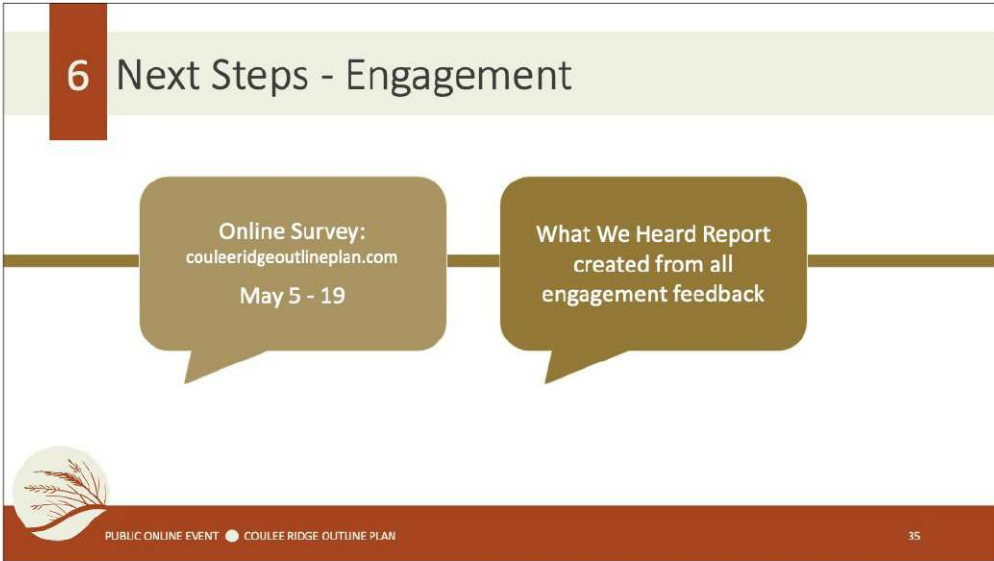 6 Next Steps - Engagement
Online Survey:
couleeridgeoutlineplan.com
May 5 - 19
What We Heard Report
created from all
engagement feedback
PUBLIC ONLINE EVENT ● COULEE RIDGE OUTLINE PLAN
35